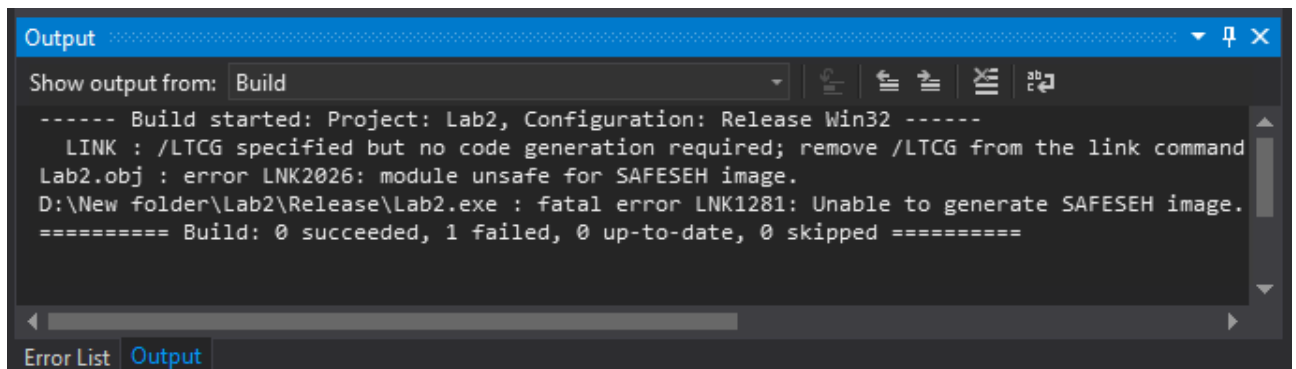 Output
Show output from: Build
------ Build started: Project: Lab2, Configuration: Release Win32 ------
LINK : /LTCG specified but no code generation required; remove /LTCG from the link command
Lab2.obj : error LNK2026: module unsafe for SAFESEH image.
D:\New folder\Lab2\Release\Lab2.exe : fatal error LNK1281: Unable to generate SAFESEH image.
========== Build: 0 succeeded, 1 failed, 0 up-to-date, 0 skipped ==========
Error List Output